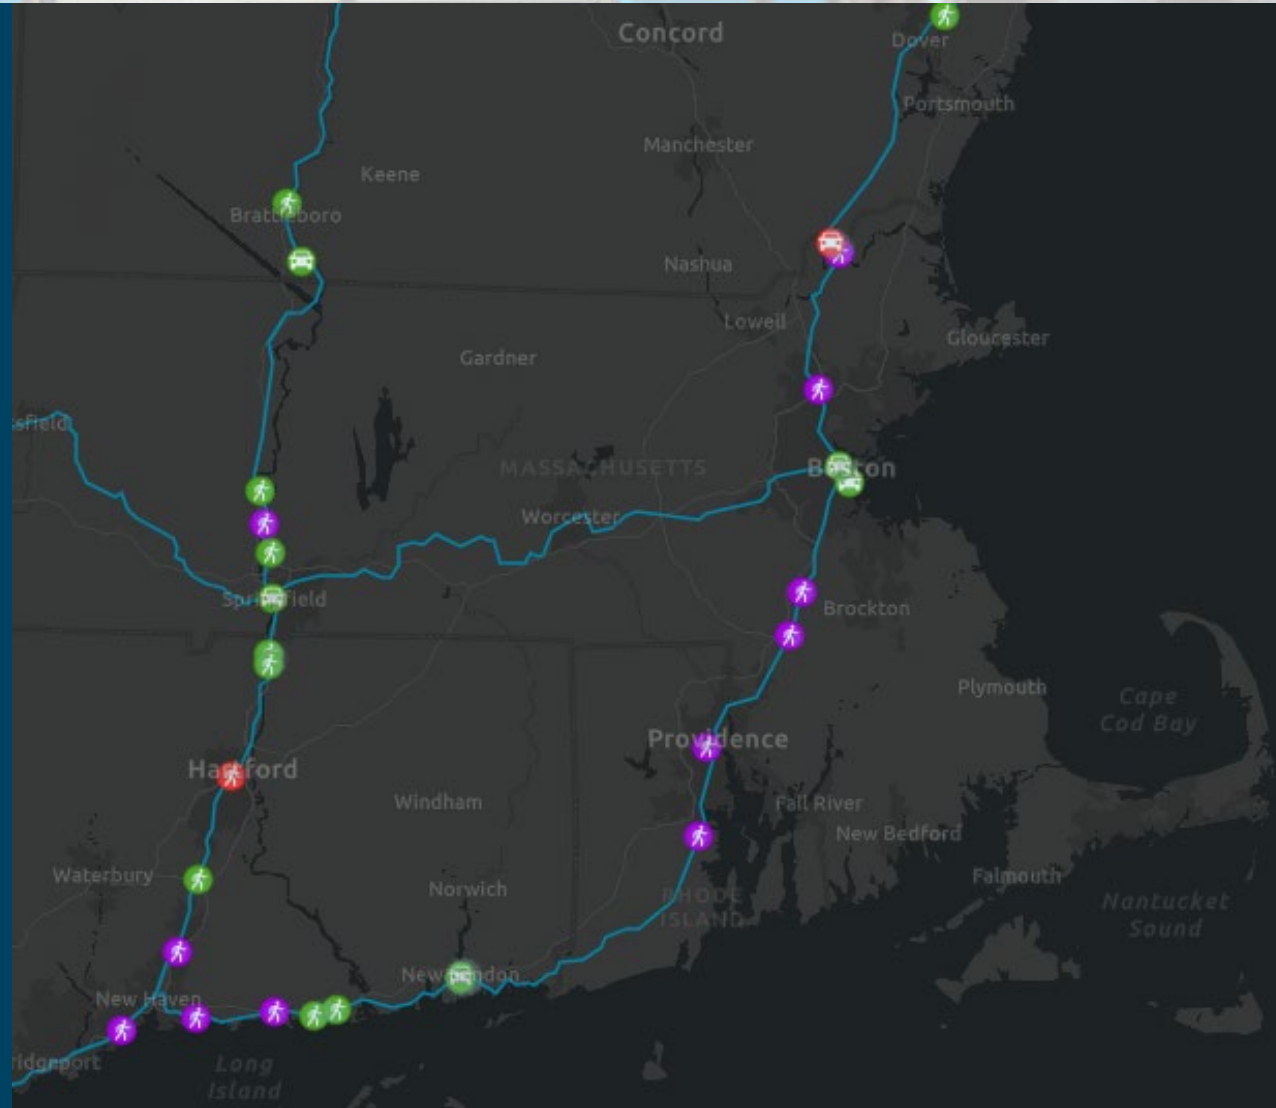 Concord
Dover
Portsmouth
Manchester
Keene
Brattleboro
Nashua
Lowell
Gloucester
Gardner
ssfield
MASSACHUSETTS
Boston
Worcester
Springfield
Brockton
Plymouth
Cape
Cod Bay
Providence
Hartford
Windham
Fall River
New Bedford
Waterbury
Norwich
Falmouth
RHODE
ISLAND
Nantucket
Sound
New London
New Haven
ridgeport
Long
Island